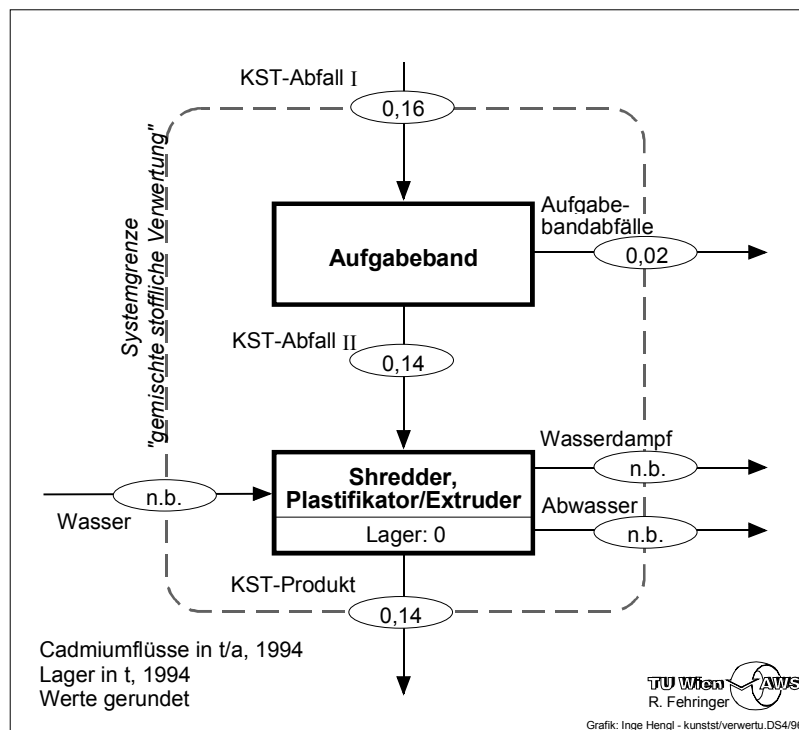 KST-Abfall I
0,16
Systemgrenze
"gemischte stoffliche Verwertung"
Aufgabeband
Aufgabe-
bandabfälle
0,02
KST-Abfall II
0,14
Wasser
n.b.
Shredder,
Plastifikator/Extruder
Lager: 0
Wasserdampf
n.b.
Abwasser
n.b.
KST-Produkt
0,14
Cadmiumflüsse in t/a, 1994
Lager in t, 1994
Werte gerundet
TU Wien AWS
R. Fehringer
Grafik: Inge Hengl - kunstst/verwertu.DS4/96